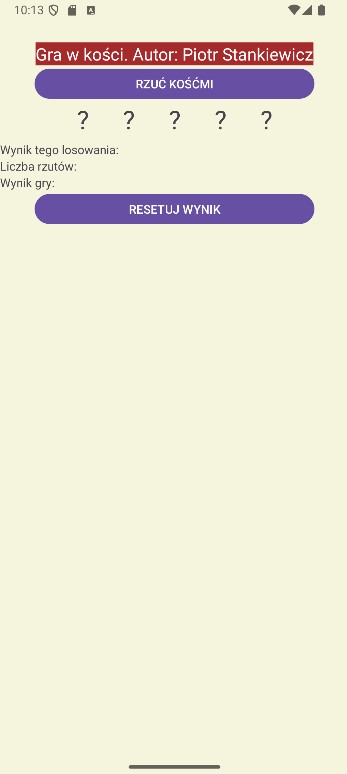 10:13
Gra w kości. Autor: Piotr Stankiewicz
RZUĆ KOŚĆMI
? ? ? ? ?
Wynik tego losowania:
Liczba rzutów:
Wynik gry:
RESETUJ WYNIK